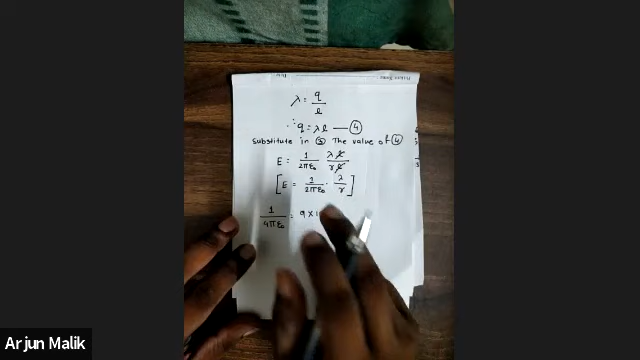 λ = q/l
∴ q = λl —— ④
Substitute in ③ The value of ④
E = 1/2πε₀ λl/rl
[E = 1/2πε₀ · λ/r]
1/4πε₀ = 9 × 1
Arjun Malik